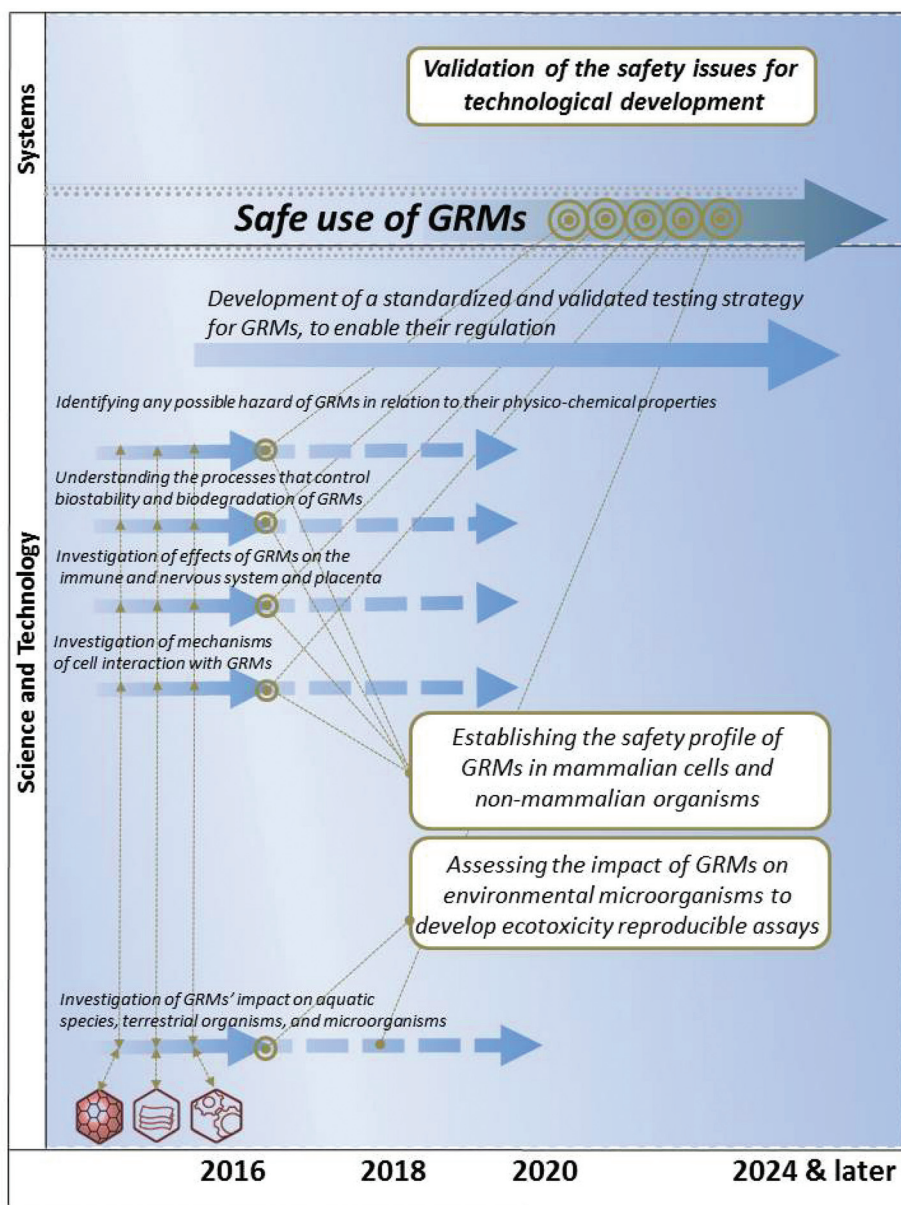 Systems
Validation of the safety issues for
technological development
Safe use of GRMs
Science and Technology
Development of a standardized and validated testing strategy
for GRMs, to enable their regulation
Identifying any possible hazard of GRMs in relation to their physico-chemical properties
Understanding the processes that control
biostability and biodegradation of GRMs
Investigation of effects of GRMs on the
immune and nervous system and placenta
Investigation of mechanisms
of cell interaction with GRMs
Establishing the safety profile of
GRMs in mammalian cells and
non-mammalian organisms
Assessing the impact of GRMs on
environmental microorganisms to
develop ecotoxicity reproducible assays
Investigation of GRMs' impact on aquatic
species, terrestrial organisms, and microorganisms
2016 2018 2020 2024 & later